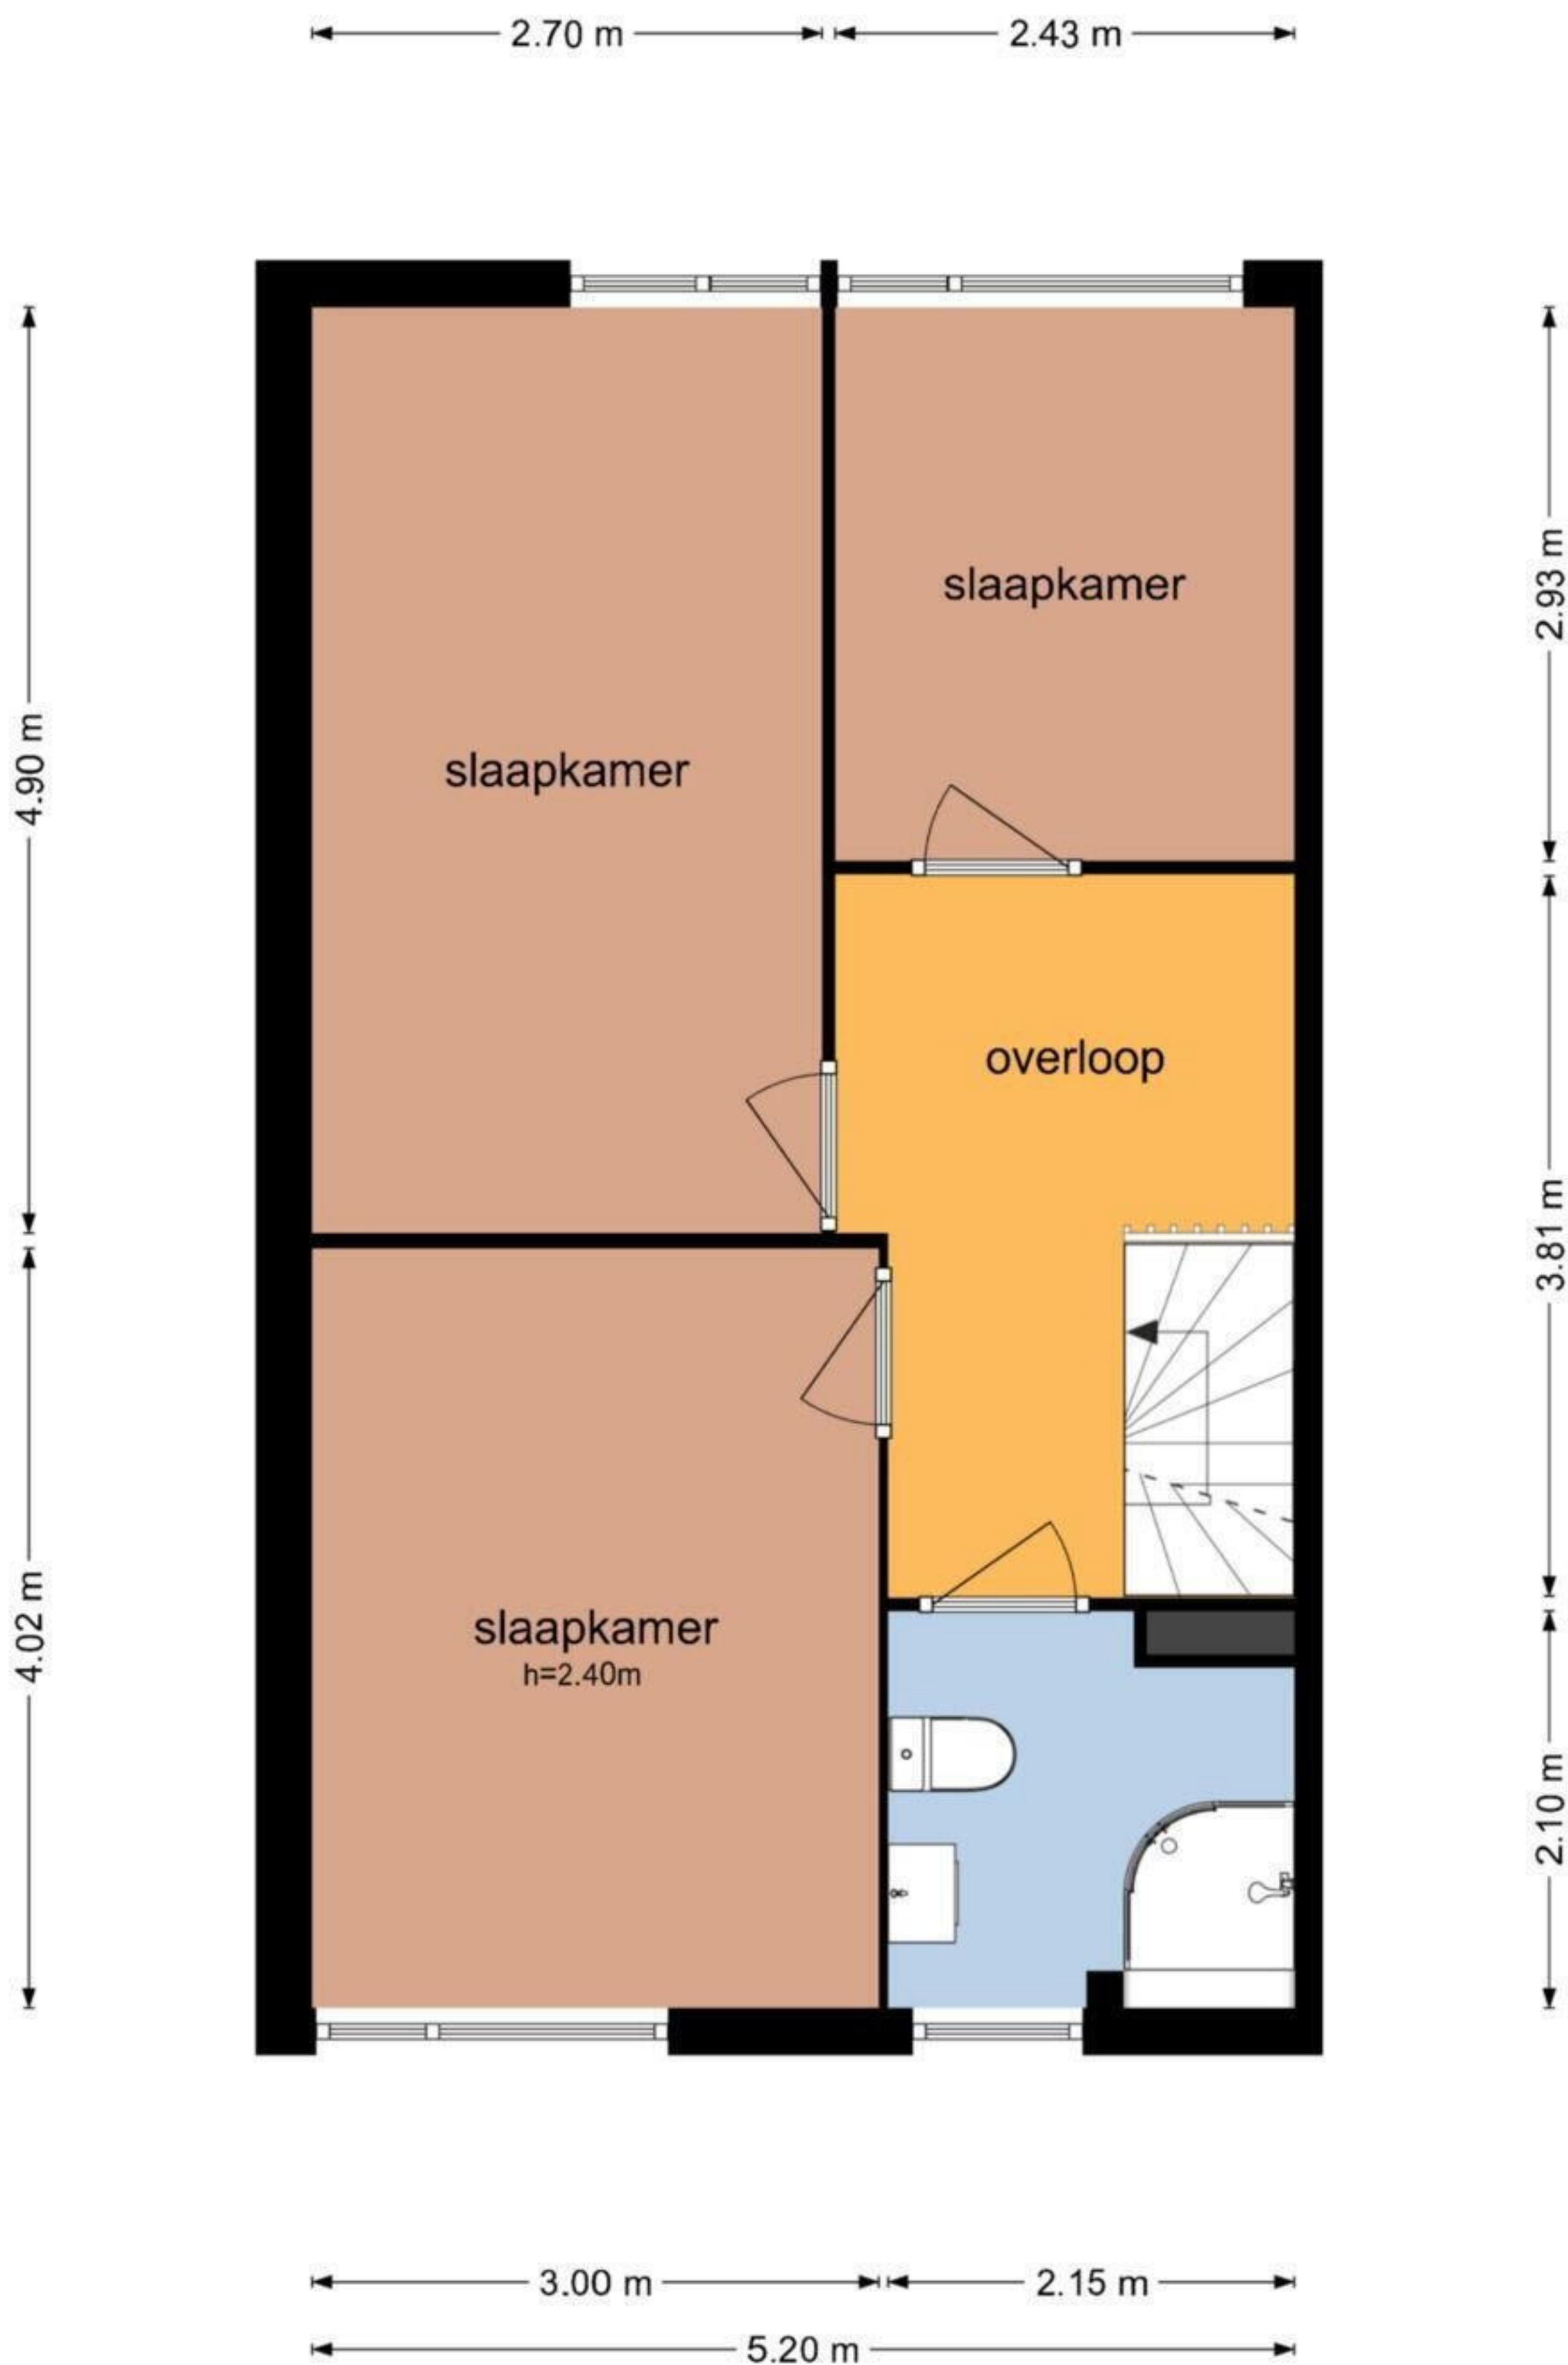 2.70 m
2.43 m
4.90 m
2.93 m
slaapkamer
slaapkamer
overloop
3.81 m
4.02 m
slaapkamer
h=2.40m
2.10 m
3.00 m
2.15 m
5.20 m